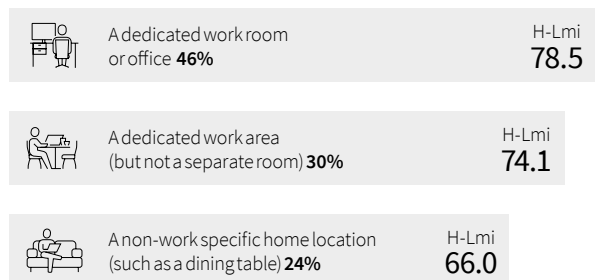 A dedicated work room
or office 46%
H-Lmi
78.5
A dedicated work area
(but not a separate room) 30%
H-Lmi
74.1
A non-work specific home location
(such as a dining table) 24%
H-Lmi
66.0